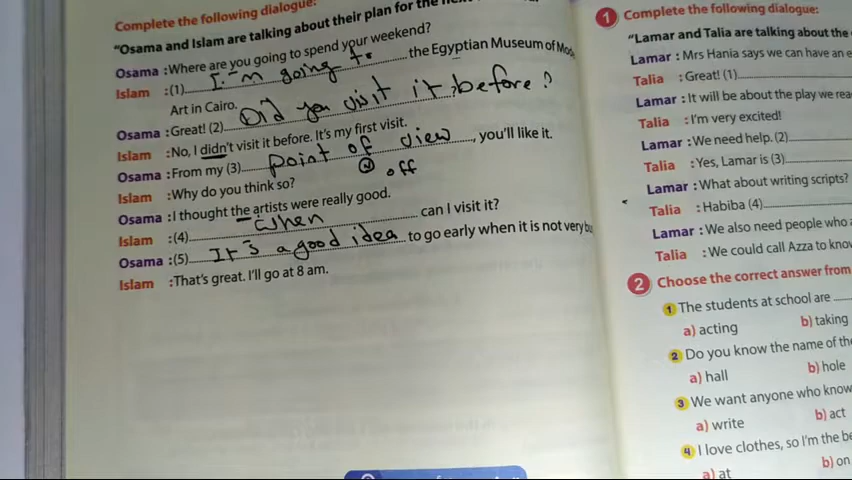 Complete the following dialogue:
"Osama and Islam are talking about their plan for the
Osama : Where are you going to spend your weekend?
Islam : (1) I'm going to the Egyptian Museum of
Art in Cairo.
Osama : Great! (2) Did you visit it before?
Islam : No, I didn't visit it before. It's my first visit.
Osama : From my (3) point of view, you'll like it.
of off
Islam : Why do you think so?
Osama : I thought the artists were really good.
Islam : (4) When can I visit it?
Osama : (5) It's a good idea to go early when it is not very
Islam : That's great. I'll go at 8 am.
1 Complete the following dialogue:
"Lamar and Talia are talking about the
Lamar : Mrs Hania says we can have an
Talia : Great! (1)
Lamar : It will be about the play we
Talia : I'm very excited!
Lamar : We need help. (2)
Talia : Yes, Lamar is (3)
Lamar : What about writing scripts?
Talia : Habiba (4)
Lamar : We also need people who
Talia : We could call Azza to
2 Choose the correct answer from
1 The students at school are
a) acting b) taking
2 Do you know the name of
a) hall b) hole
3 We want anyone who
a) write b) act
4 I love clothes, so I'm the
a) at b) on